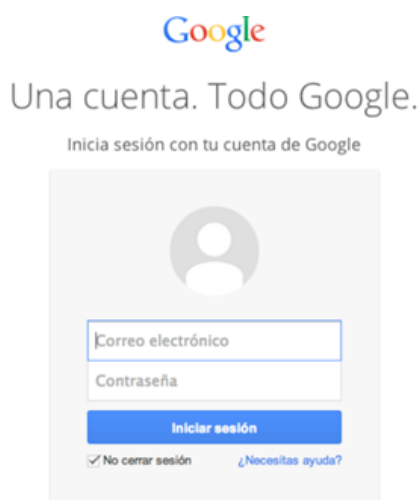 Google
Una cuenta. Todo Google.
Inicia sesión con tu cuenta de Google
Correo electrónico
Contraseña
Iniciar sesión
No cerrar sesión ¿Necesitas ayuda?